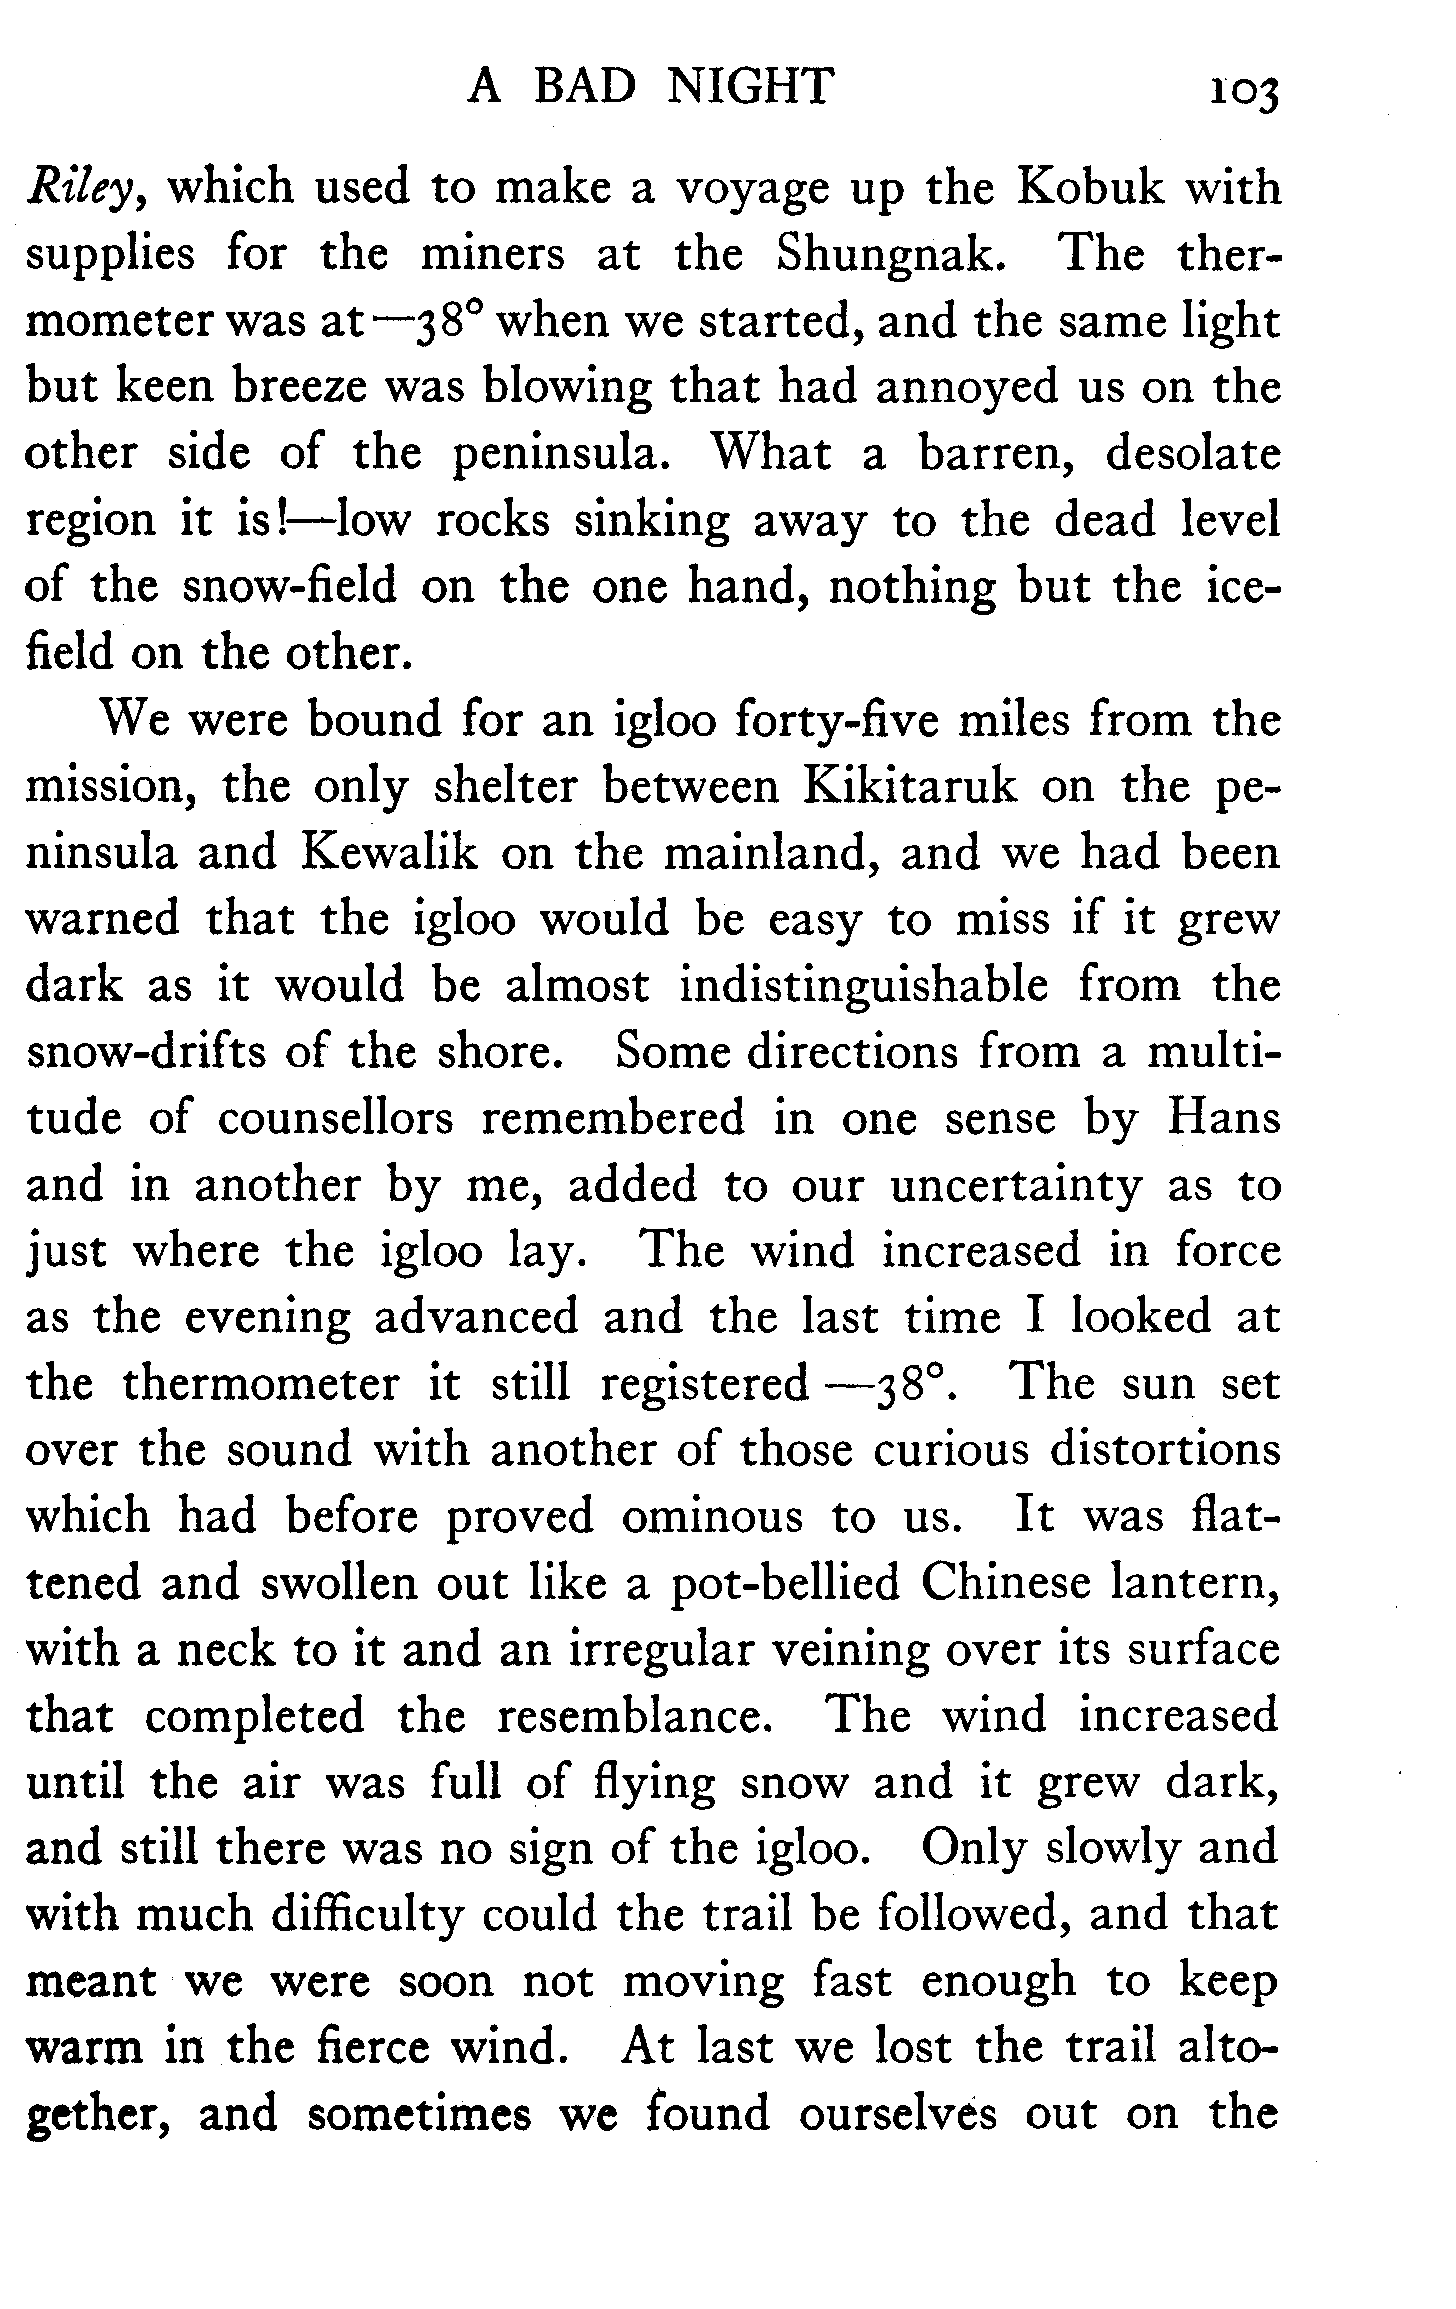 A BAD NIGHT 103
Riley, which used to make a voyage up the Kobuk with
supplies for the miners at the Shungnak. The ther-
mometer was at —38° when we started, and the same light
but keen breeze was blowing that had annoyed us on the
other side of the peninsula. What a barren, desolate
region it is!—low rocks sinking away to the dead level
of the snow-field on the one hand, nothing but the ice-
field on the other.
We were bound for an igloo forty-five miles from the
mission, the only shelter between Kikitaruk on the pe-
ninsula and Kewalik on the mainland, and we had been
warned that the igloo would be easy to miss if it grew
dark as it would be almost indistinguishable from the
snow-drifts of the shore. Some directions from a multi-
tude of counsellors remembered in one sense by Hans
and in another by me, added to our uncertainty as to
just where the igloo lay. The wind increased in force
as the evening advanced and the last time I looked at
the thermometer it still registered —38°. The sun set
over the sound with another of those curious distortions
which had before proved ominous to us. It was flat-
tened and swollen out like a pot-bellied Chinese lantern,
with a neck to it and an irregular veining over its surface
that completed the resemblance. The wind increased
until the air was full of flying snow and it grew dark,
and still there was no sign of the igloo. Only slowly and
with much difficulty could the trail be followed, and that
meant we were soon not moving fast enough to keep
warm in the fierce wind. At last we lost the trail alto-
gether, and sometimes we found ourselves out on the